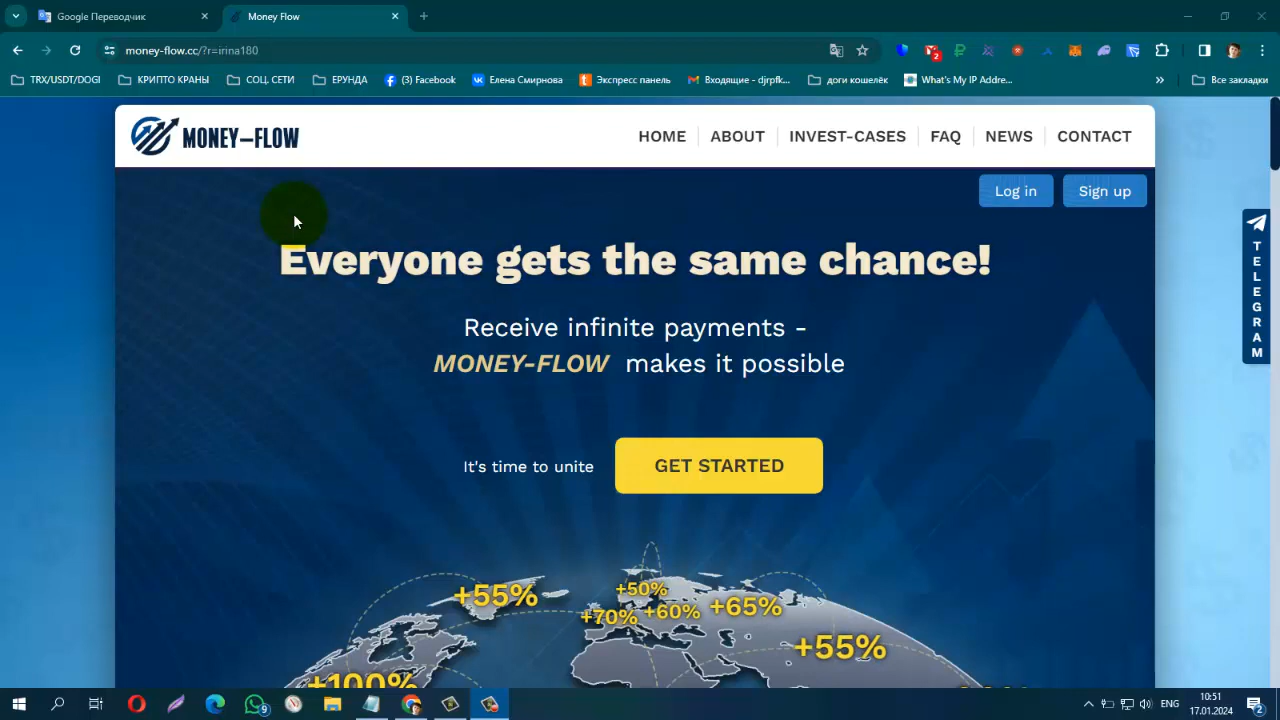 Google Переводчик
Money Flow
money-flow.cc/?r=irina180
2
TRX/USDT/DOGI
КРИПТО КРАНЫ
СОЦ. СЕТИ
ЕРУНДА
(3) Facebook
Елена Смирнова
Экспресс панель
Входящие - djrpfk...
доги кошелёк
What's My IP Addre...
»
Все закладки
MONEY–FLOW
HOME
ABOUT
INVEST-CASES
FAQ
NEWS
CONTACT
Log in
Sign up
TELEGRAM
Everyone gets the same chance!
Receive infinite payments -
MONEY-FLOW makes it possible
It's time to unite
GET STARTED
+55%
+50%
+70%
+60%
+65%
+55%
+100%
9
ENG
10:51
17.01.2024
2